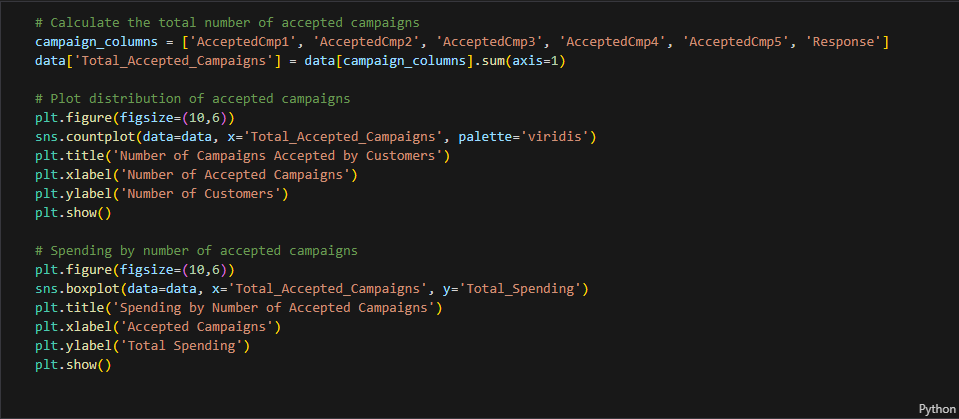 # Calculate the total number of accepted campaigns
campaign_columns = ['AcceptedCmp1', 'AcceptedCmp2', 'AcceptedCmp3', 'AcceptedCmp4', 'AcceptedCmp5', 'Response']
data['Total_Accepted_Campaigns'] = data[campaign_columns].sum(axis=1)

# Plot distribution of accepted campaigns
plt.figure(figsize=(10,6))
sns.countplot(data=data, x='Total_Accepted_Campaigns', palette='viridis')
plt.title('Number of Campaigns Accepted by Customers')
plt.xlabel('Number of Accepted Campaigns')
plt.ylabel('Number of Customers')
plt.show()

# Spending by number of accepted campaigns
plt.figure(figsize=(10,6))
sns.boxplot(data=data, x='Total_Accepted_Campaigns', y='Total_Spending')
plt.title('Spending by Number of Accepted Campaigns')
plt.xlabel('Accepted Campaigns')
plt.ylabel('Total Spending')
plt.show()
Python